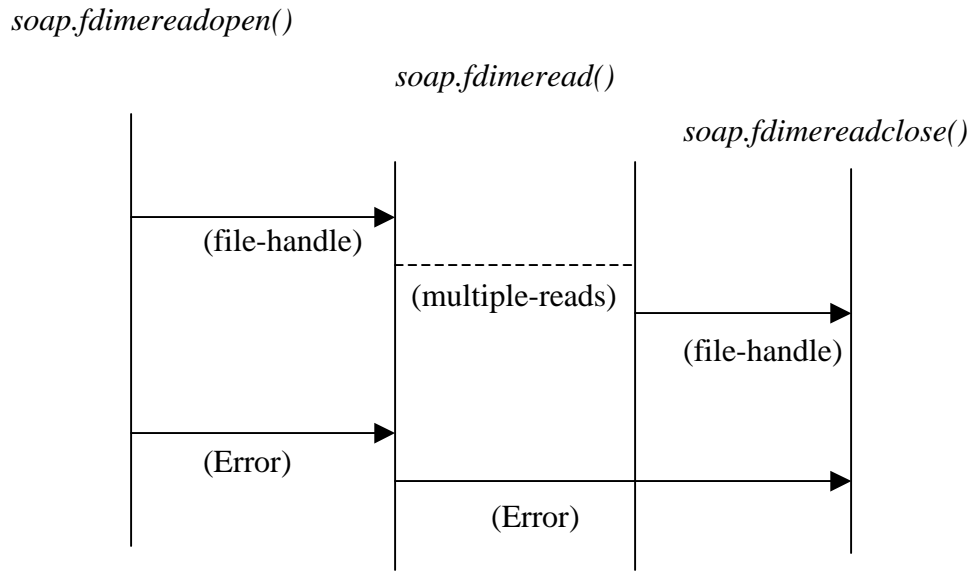 soap.fdimereadopen()
soap.fdimeread()
soap.fdimereadclose()
(file-handle)
(multiple-reads)
(file-handle)
(Error)
(Error)